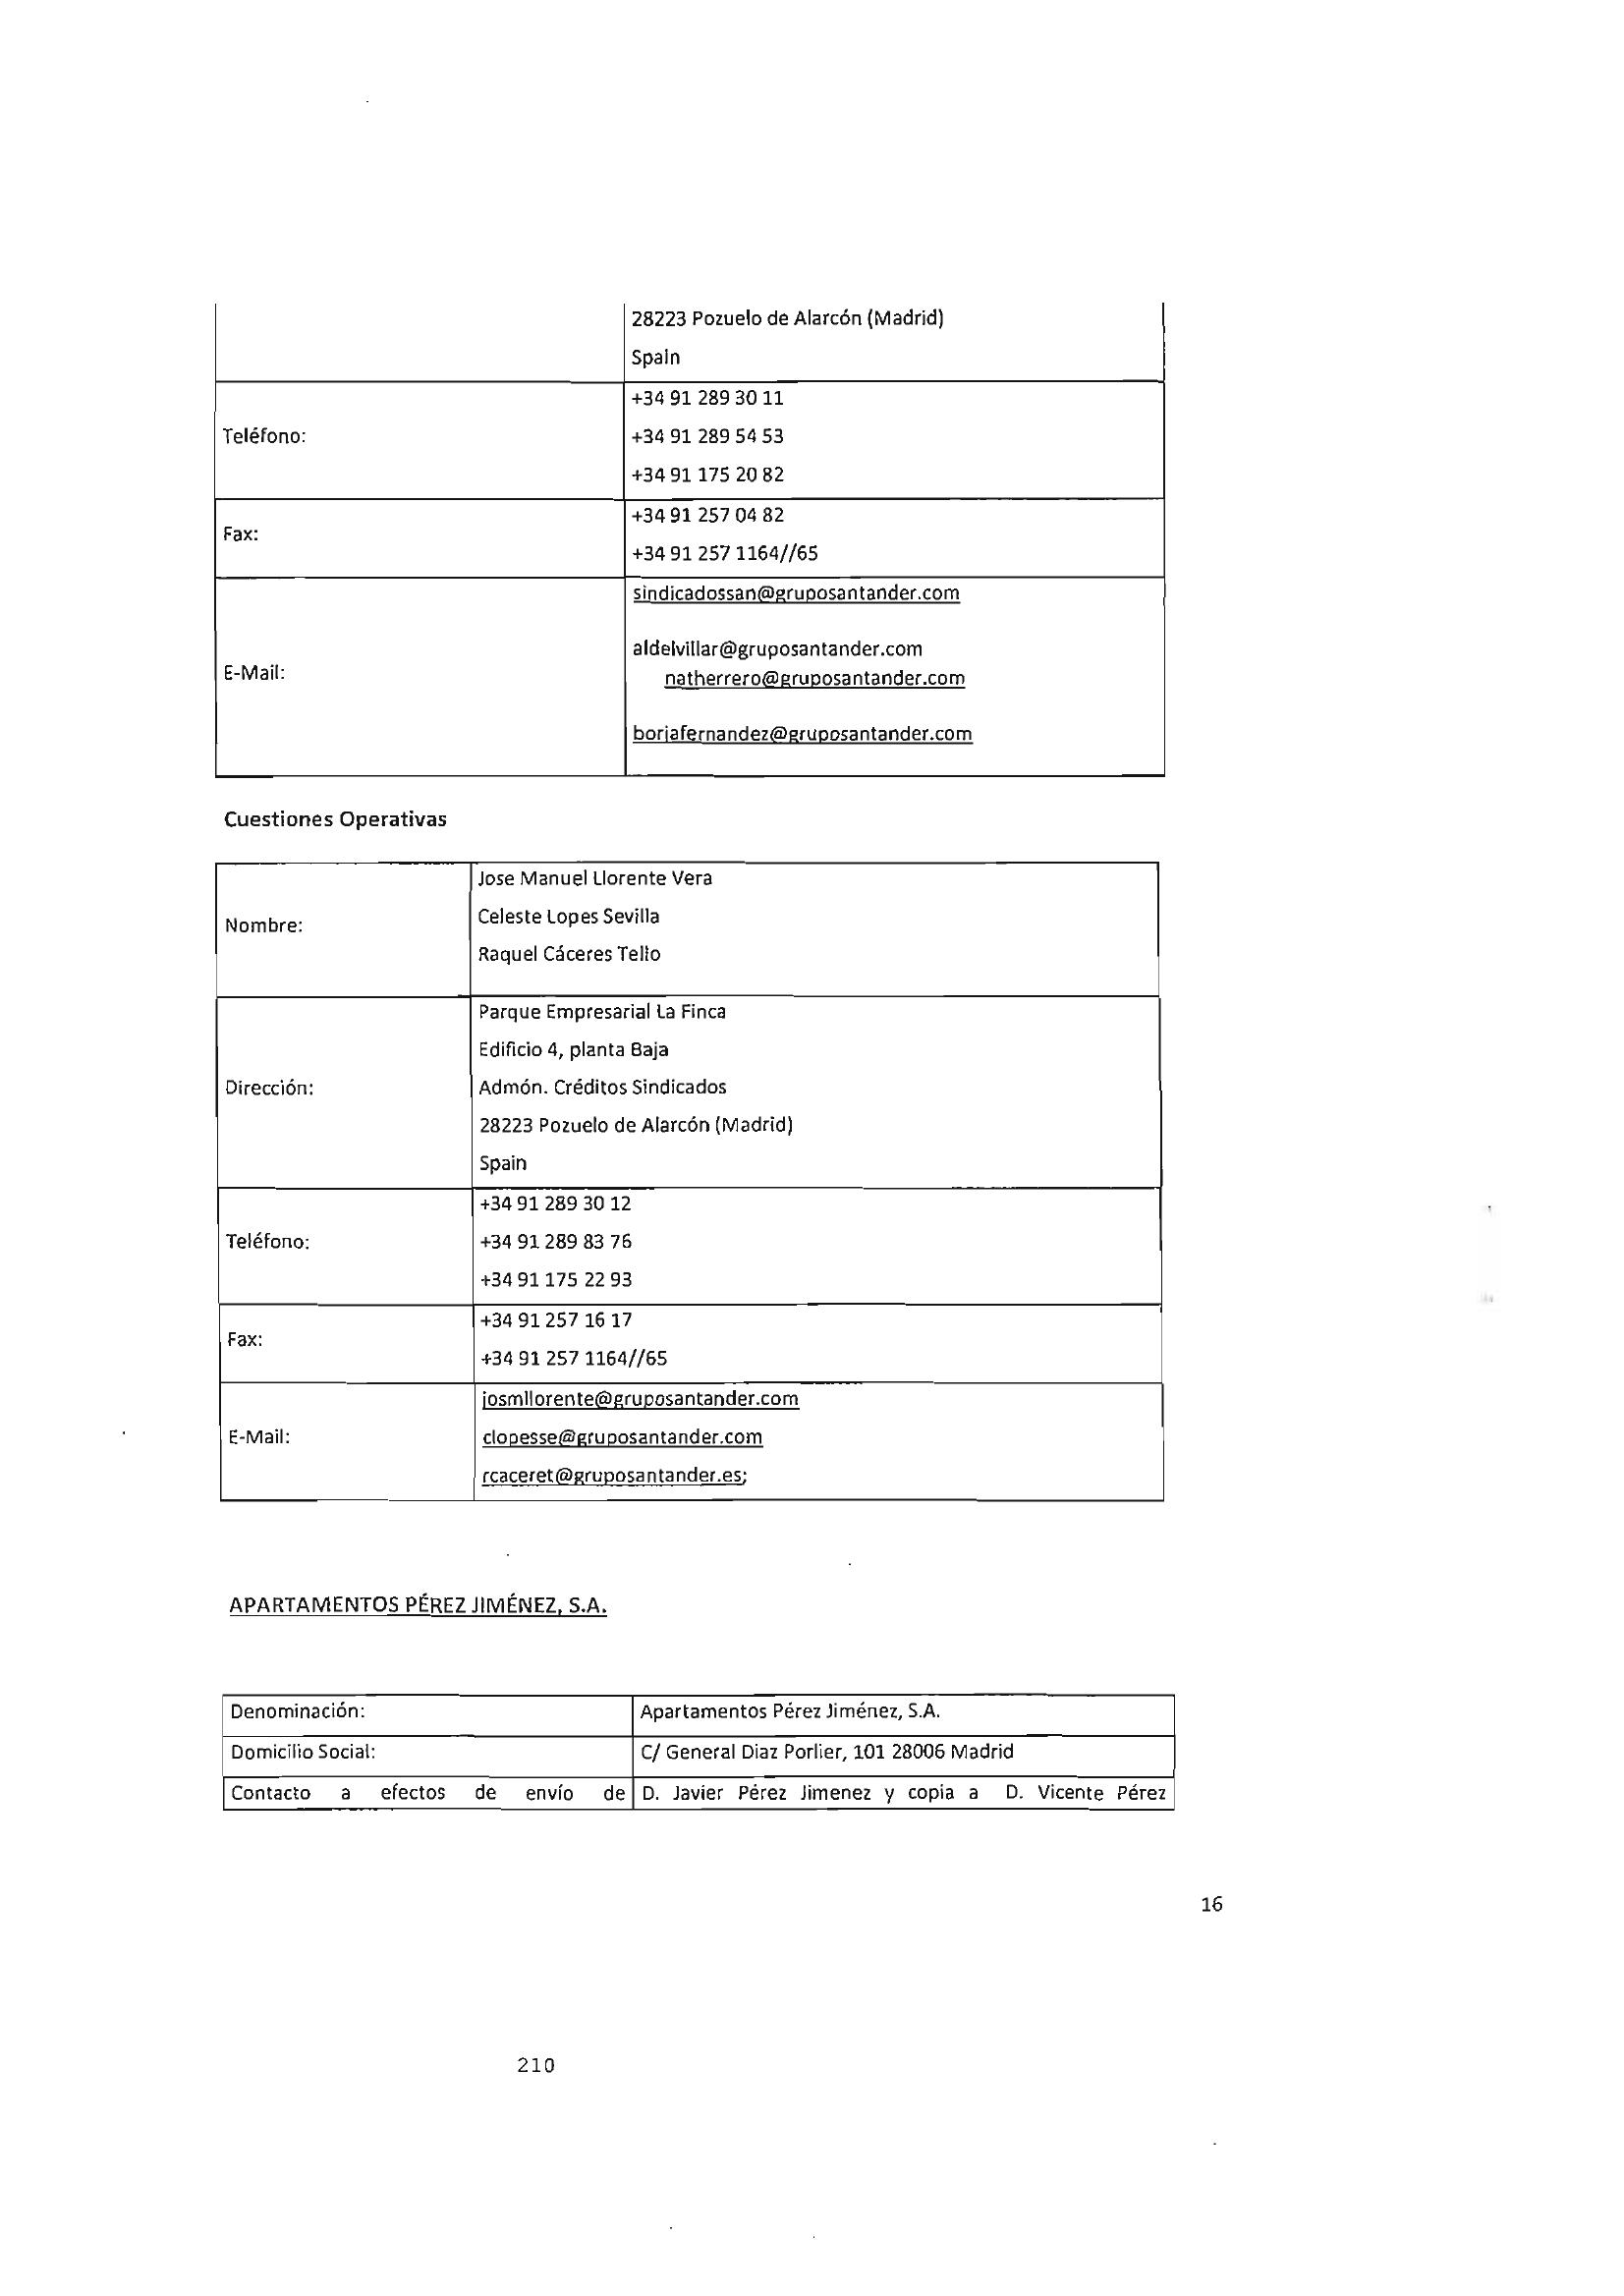 28223 Pozuelo de Alarcón (Madrid)
Spain
Teléfono:
+34 91 289 30 11
+34 91 289 54 53
+34 91 175 20 82
Fax:
+34 91 257 04 82
+34 91 257 1164//65
E-Mail:
sindicadossan@gruposantander.com
aldelvillar@gruposantander.com
natherrero@gruposantander.com
borjafernandez@gruposantander.com
Cuestiones Operativas
Nombre:
Jose Manuel Llorente Vera
Celeste Lopes Sevilla
Raquel Cáceres Tello
Dirección:
Parque Empresarial La Finca
Edificio 4, planta Baja
Admón. Créditos Sindicados
28223 Pozuelo de Alarcón (Madrid)
Spain
Teléfono:
+34 91 289 30 12
+34 91 289 83 76
+34 91 175 22 93
Fax:
+34 91 257 16 17
+34 91 257 1164//65
E-Mail:
josmllorente@gruposantander.com
clopesse@gruposantander.com
rcaceret@gruposantander.es;
APARTAMENTOS PÉREZ JIMÉNEZ, S.A.
Denominación: Apartamentos Pérez Jiménez, S.A.
Domicilio Social: C/ General Diaz Porlier, 101 28006 Madrid
Contacto a efectos de envío de D. Javier Pérez Jimenez y copia a D. Vicente Pérez
16
210